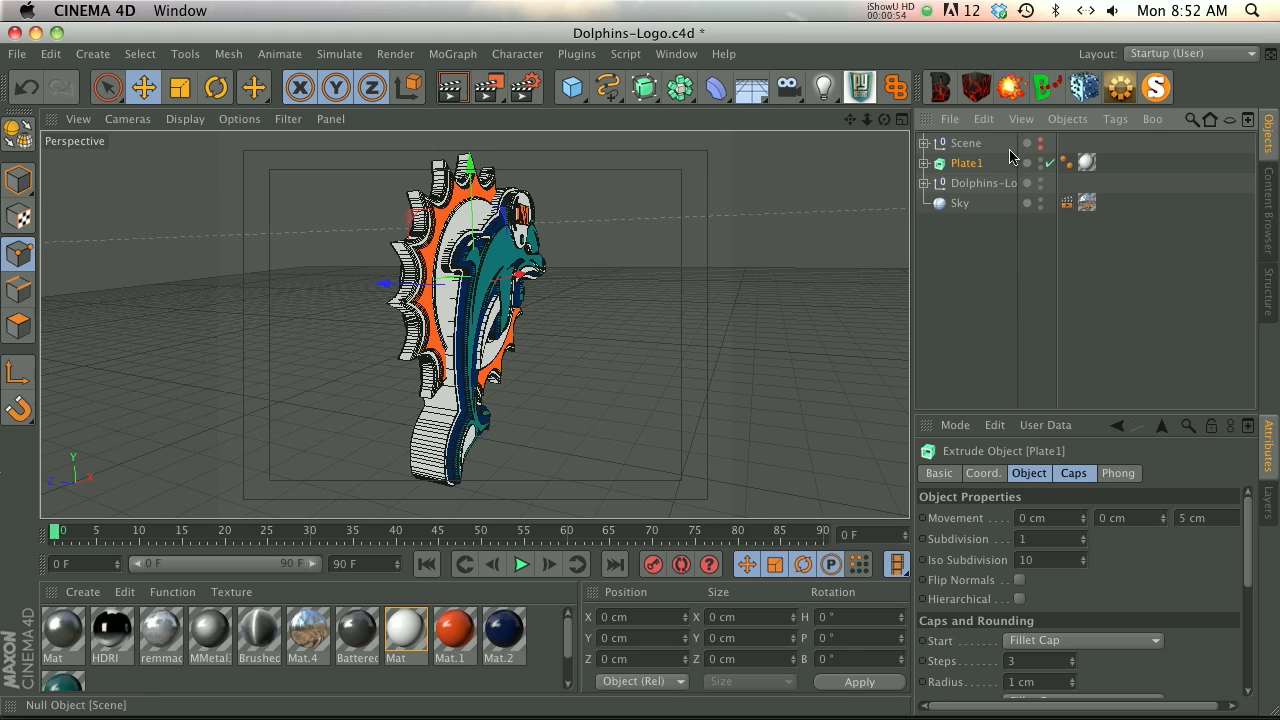 CINEMA 4D Window
iShowU HD
00:00:54
12
Mon 8:52 AM
Dolphins-Logo.c4d *
File Edit Create Select Tools Mesh Animate Simulate Render MoGraph Character Plugins Script Window Help
Layout: Startup (User)
View Cameras Display Options Filter Panel
File Edit View Objects Tags Boo
Perspective
Scene
Plate1
Dolphins-Lo
Sky
Objects
Content Browser
Structure
Y
Z X
Mode Edit User Data
Extrude Object [Plate1]
Basic Coord. Object Caps Phong
Object Properties
Movement . . . . 0 cm 0 cm 5 cm
Subdivision . . . 1
Iso Subdivision 10
Flip Normals . .
Hierarchical . .
Caps and Rounding
Start . . . . . . . Fillet Cap
Steps . . . . . . . 3
Radius . . . . . . 1 cm
Attributes
Layers
0 5 10 15 20 25 30 35 40 45 50 55 60 65 70 75 80 85 90 0 F
0 F 0 F 90 F 90 F
Create Edit Function Texture
Mat HDRI remmac MMetal Brushed Mat.4 Battered Mat Mat.1 Mat.2
Position Size Rotation
X 0 cm X 0 cm H 0 °
Y 0 cm Y 0 cm P 0 °
Z 0 cm Z 0 cm B 0 °
Object (Rel) Size Apply
MAXON
CINEMA 4D
Null Object [Scene]